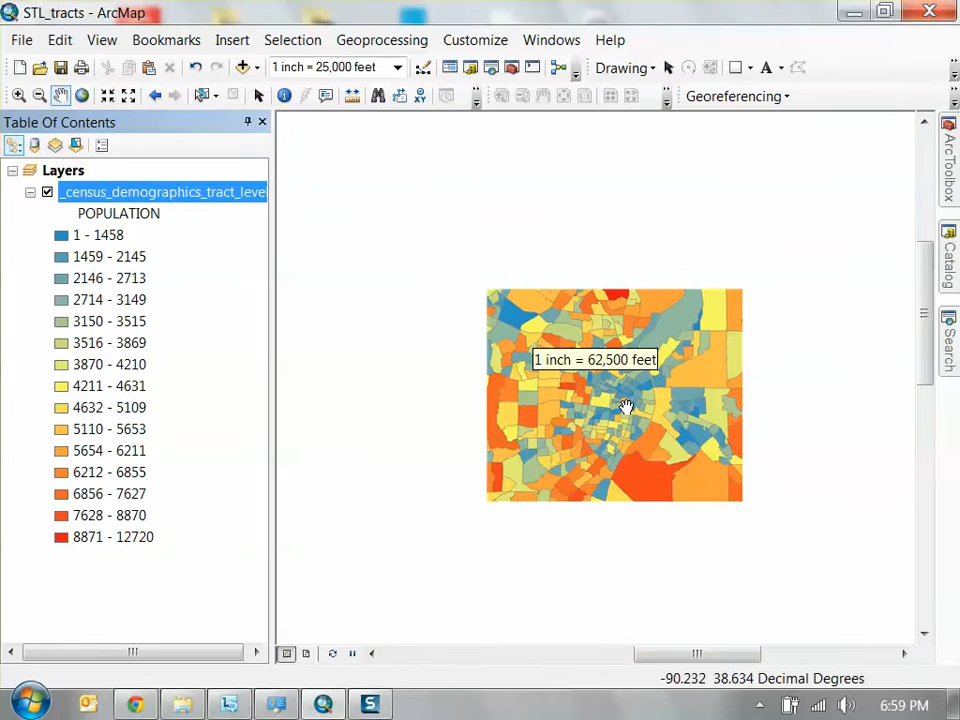 STL_tracts - ArcMap
File Edit View Bookmarks Insert Selection Geoprocessing Customize Windows Help
1 inch = 25,000 feet Drawing A
Georeferencing
Table Of Contents
Layers
_census_demographics_tract_leve
POPULATION
1 - 1458
1459 - 2145
2146 - 2713
2714 - 3149
3150 - 3515
3516 - 3869
3870 - 4210
4211 - 4631
4632 - 5109
5110 - 5653
5654 - 6211
6212 - 6855
6856 - 7627
7628 - 8870
8871 - 12720
1 inch = 62,500 feet
ArcToolbox
Catalog
Search
-90.232 38.634 Decimal Degrees
6:59 PM